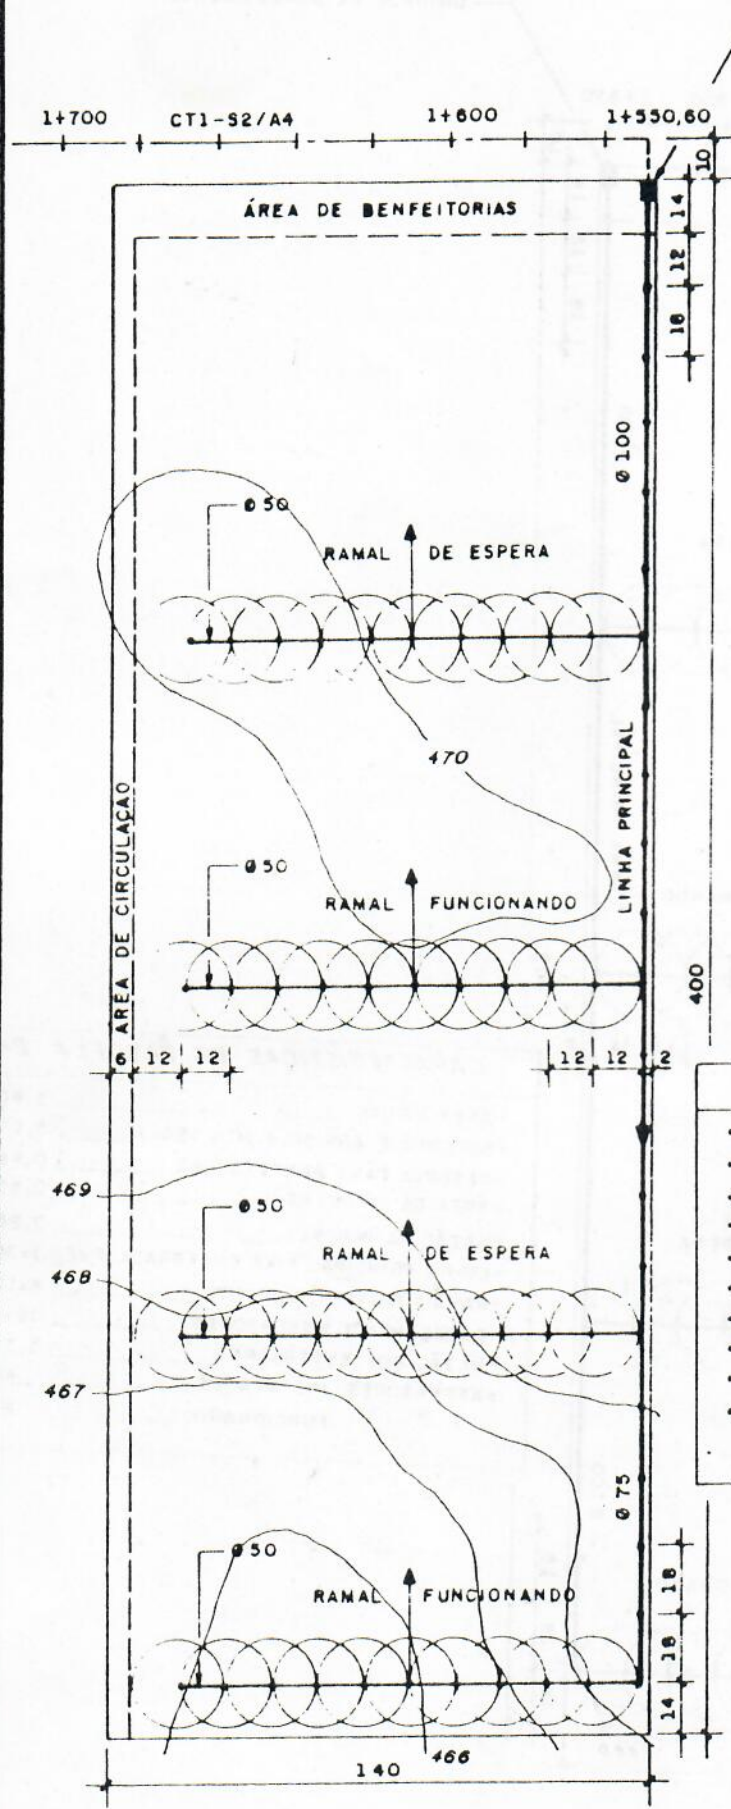 1+700 CT1-S2/A4 1+600 1+550,60
10
ÁREA DE BENFEITORIAS
14
12
18
Ø 100
Ø 50
RAMAL DE ESPERA
470
LINHA PRINCIPAL
ÁREA DE CIRCULAÇÃO
Ø 50
RAMAL FUNCIONANDO
400
6 12 12 12 12 2
469
Ø 50
RAMAL DE ESPERA
468
467
Ø 75
Ø 50
18
RAMAL FUNCIONANDO
18
14
466
140